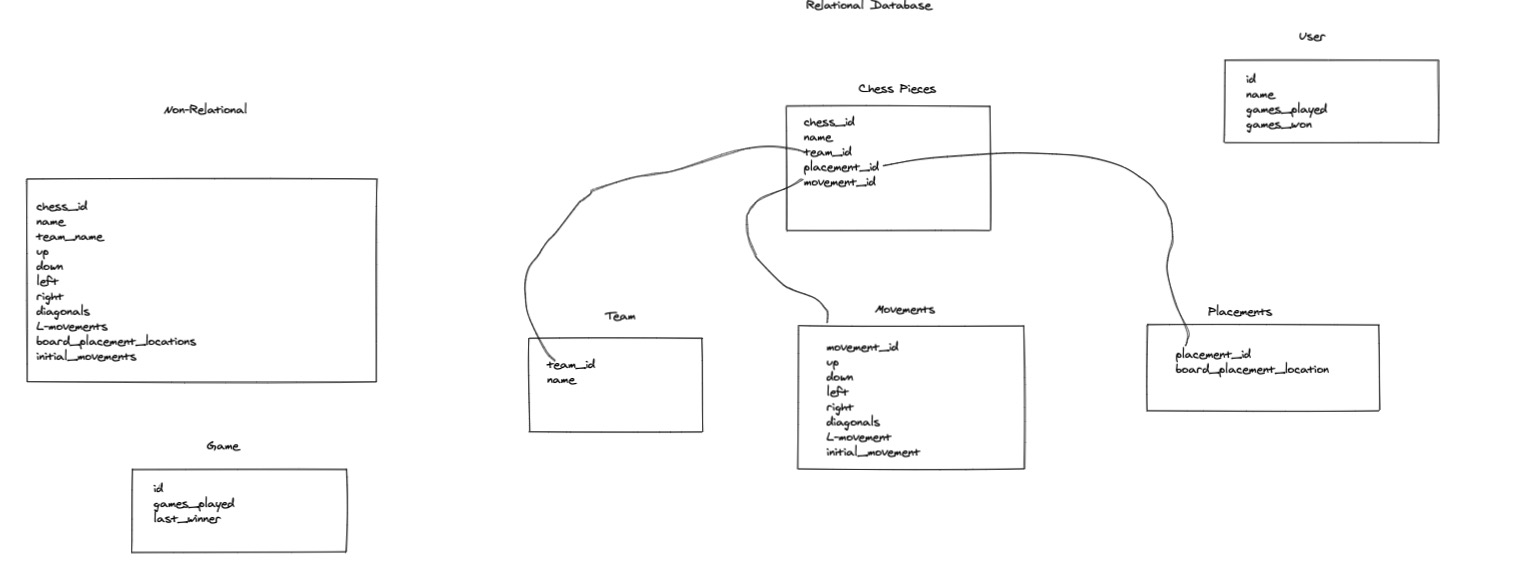 Relational Database
Non-Relational
chess_id
name
team_name
up
down
left
right
diagonals
L-movements
board_placement_locations
initial_movements
Game
id
games_played
last_winner
Chess Pieces
chess_id
name
team_id
placement_id
movement_id
User
id
name
games_played
games_won
Team
team_id
name
Movements
movement_id
up
down
left
right
diagonals
L-movement
initial_movement
Placements
placement_id
board_placement_location